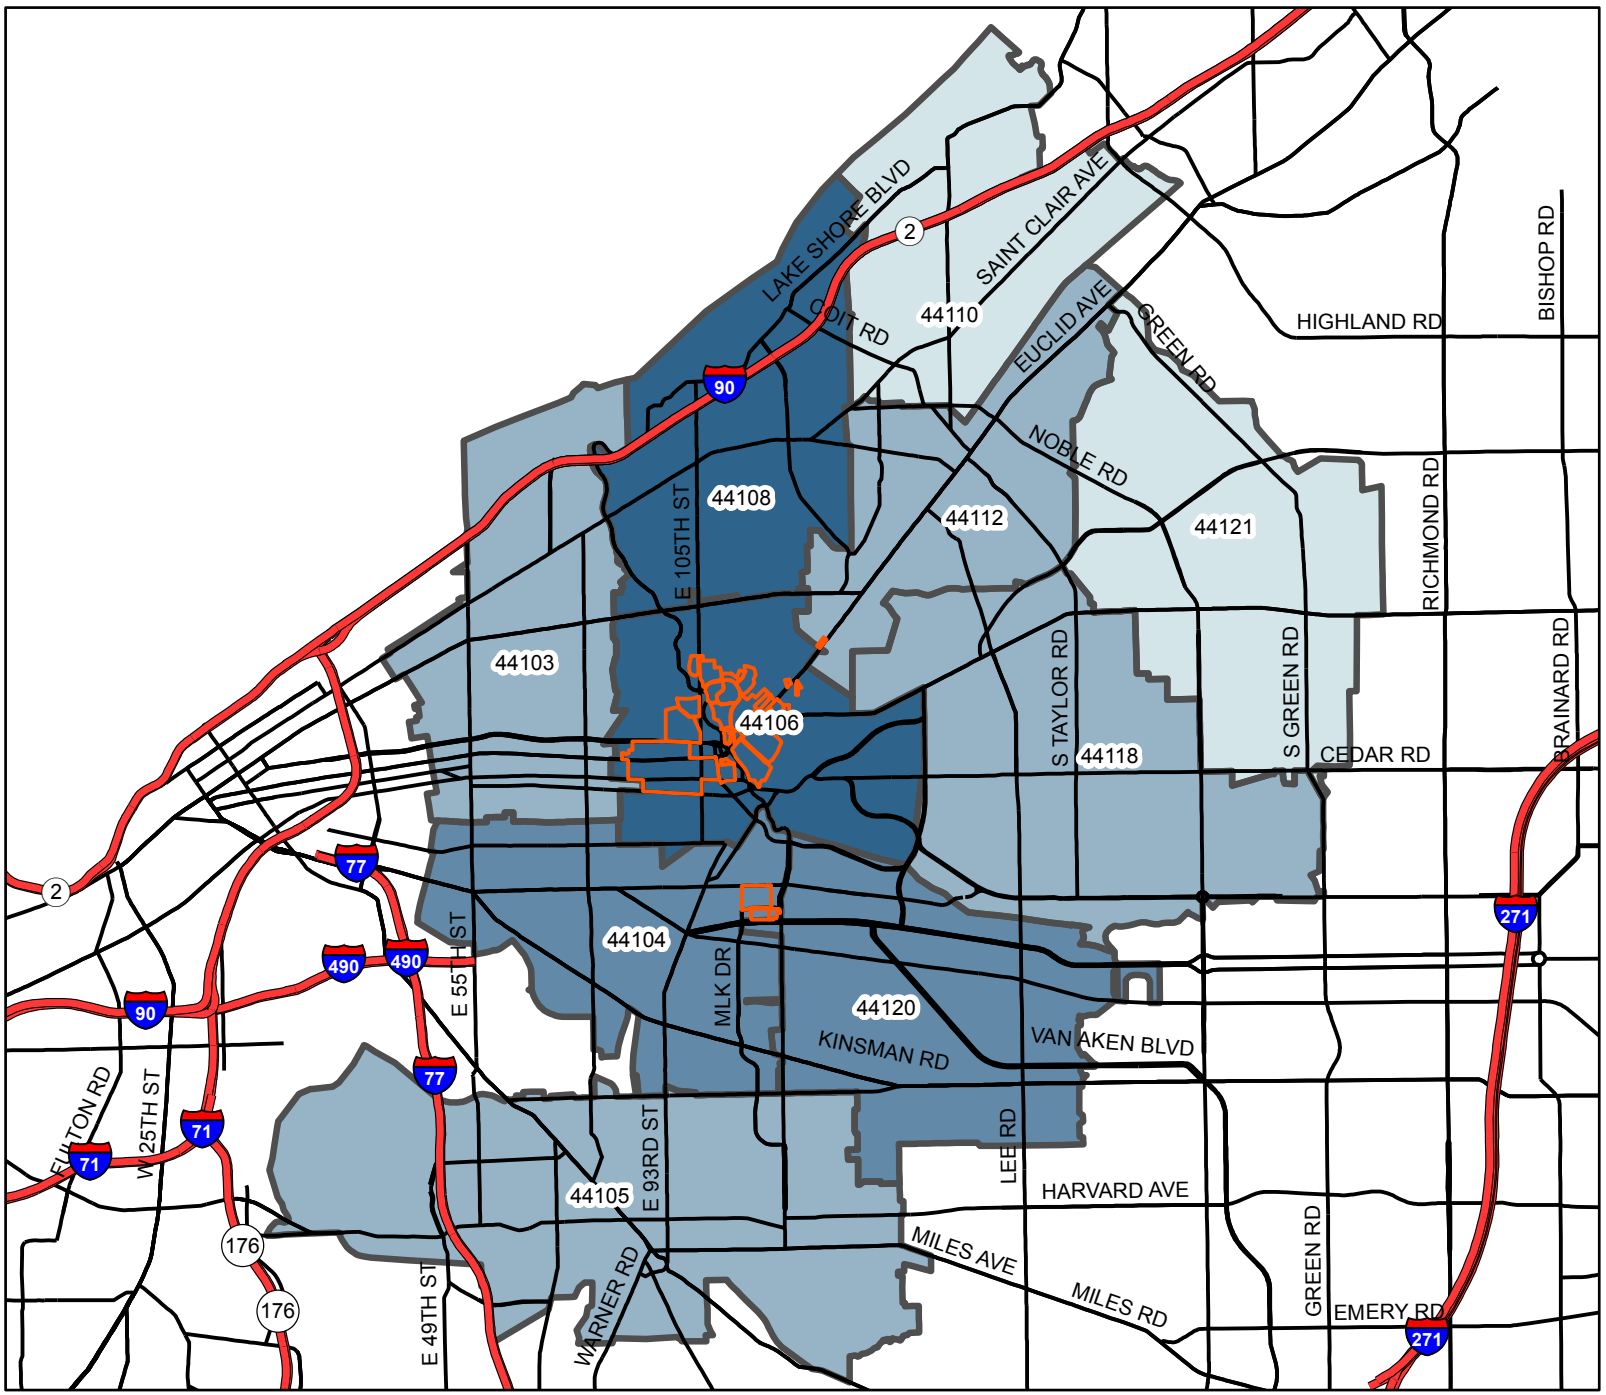 LAKE SHORE BLVD
2
SAINT CLAIR AVE
BISHOP RD
44110
COIT RD
EUCLID AVE
GREEN RD
HIGHLAND RD
90
NOBLE RD
E 105TH ST
44108
44112
44121
RICHMOND RD
44103
44106
S TAYLOR RD
44118
S GREEN RD
CEDAR RD
BRAINARD RD
77
2
271
44104
E 55TH ST
490
490
MLK DR
44120
90
KINSMAN RD
VAN AKEN BLVD
77
FULTON RD
W 25TH ST
71
71
E 93RD ST
LEE RD
44105
HARVARD AVE
176
MILES AVE
GREEN RD
E 49TH ST
WARNER RD
176
MILES RD
EMERY RD
271